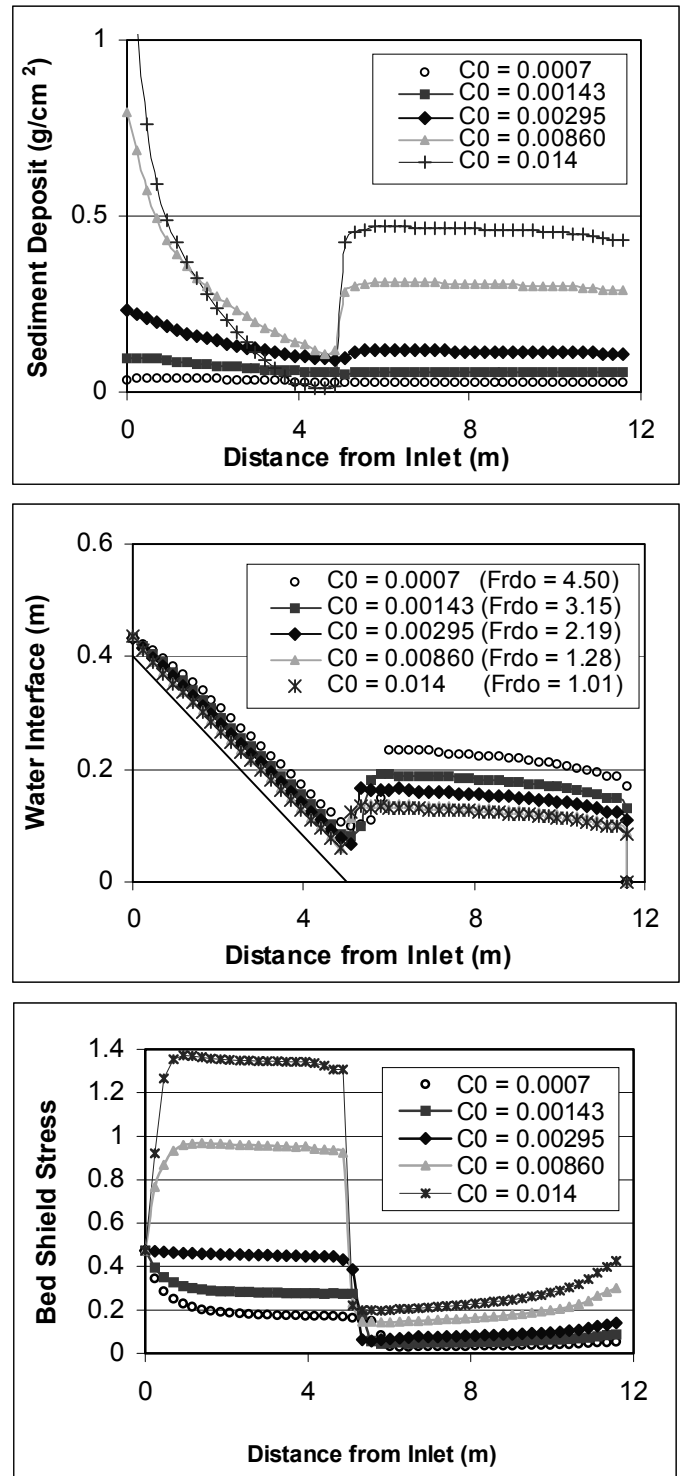 Sediment Deposit (g/cm ²)
1
0.5
0
C0 = 0.0007
C0 = 0.00143
C0 = 0.00295
C0 = 0.00860
C0 = 0.014
0 4 8 12
Distance from Inlet (m)
Water Interface (m)
0.6
0.4
0.2
0
C0 = 0.0007 (Frdo = 4.50)
C0 = 0.00143 (Frdo = 3.15)
C0 = 0.00295 (Frdo = 2.19)
C0 = 0.00860 (Frdo = 1.28)
C0 = 0.014 (Frdo = 1.01)
0 4 8 12
Distance from Inlet (m)
Bed Shield Stress
1.4
1.2
1
0.8
0.6
0.4
0.2
0
C0 = 0.0007
C0 = 0.00143
C0 = 0.00295
C0 = 0.00860
C0 = 0.014
0 4 8 12
Distance from Inlet (m)